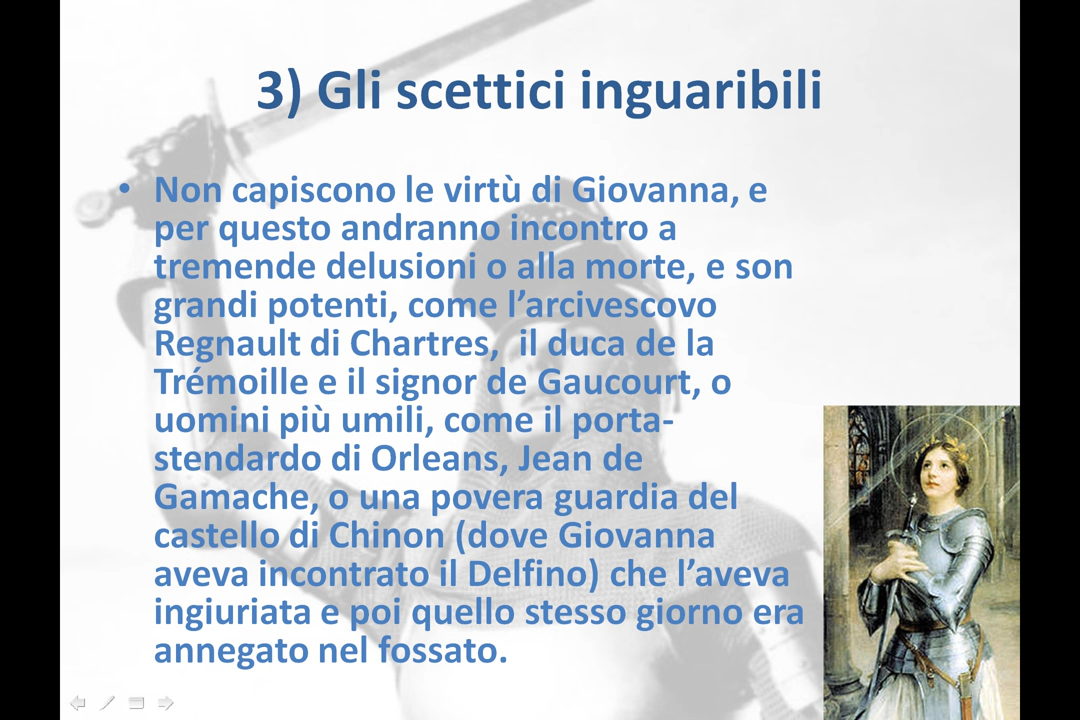 3) Gli scettici inguaribili
• Non capiscono le virtù di Giovanna, e
per questo andranno incontro a
tremende delusioni o alla morte, e son
grandi potenti, come l’arcivescovo
Regnault di Chartres,  il duca de la
Trémoille e il signor de Gaucourt, o
uomini più umili, come il porta-
stendardo di Orleans, Jean de
Gamache, o una povera guardia del
castello di Chinon (dove Giovanna
aveva incontrato il Delfino) che l’aveva
ingiuriata e poi quello stesso giorno era
annegato nel fossato.